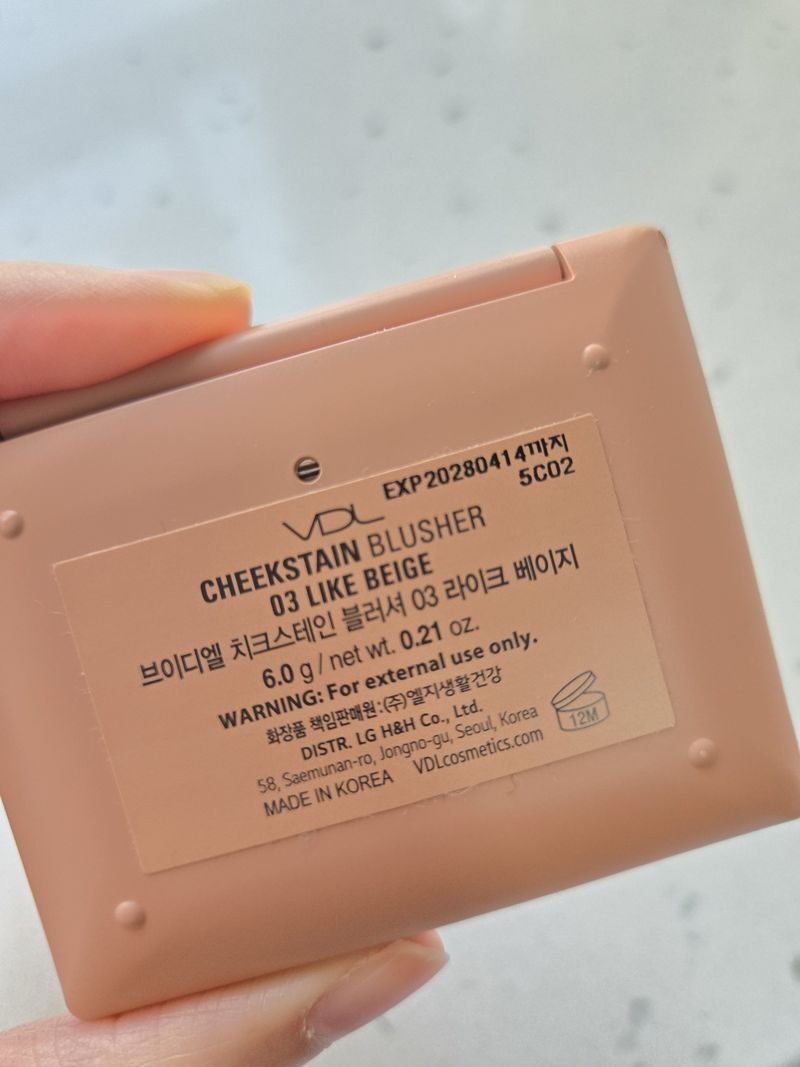 EXP20280414까지
5C02
VDL
CHEEKSTAIN BLUSHER
03 LIKE BEIGE
브이디엘 치크스테인 블러셔 03 라이크 베이지
6.0 g / net wt. 0.21 oz.
WARNING: For external use only.
화장품 책임판매원:(주)엘지생활건강
DISTR. LG H&H Co., Ltd.
58, Saemunan-ro, Jongno-gu, Seoul, Korea
MADE IN KOREA VDLcosmetics.com
12M